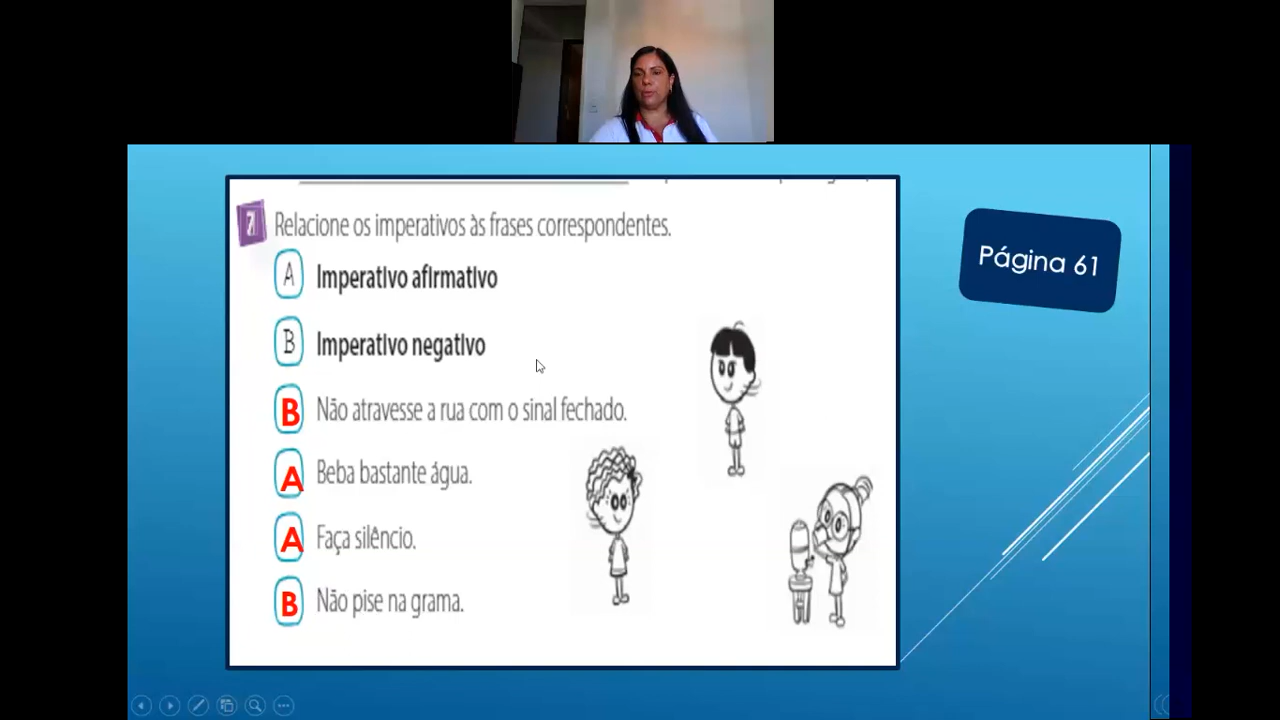 7 Relacione os imperativos às frases correspondentes.
A Imperativo afirmativo
B Imperativo negativo
B Não atravesse a rua com o sinal fechado.
A Beba bastante água.
A Faça silêncio.
B Não pise na grama.
Página 61